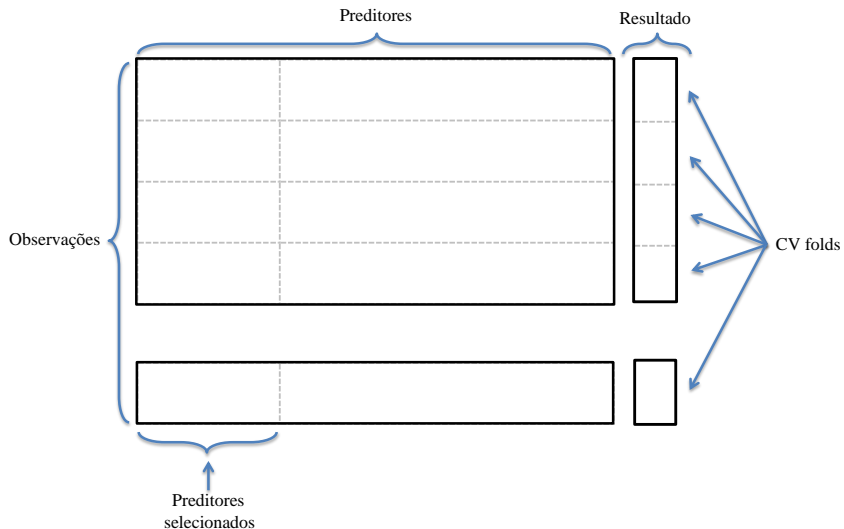 Preditores
Resultado
Observações
CV folds
Preditores
selecionados